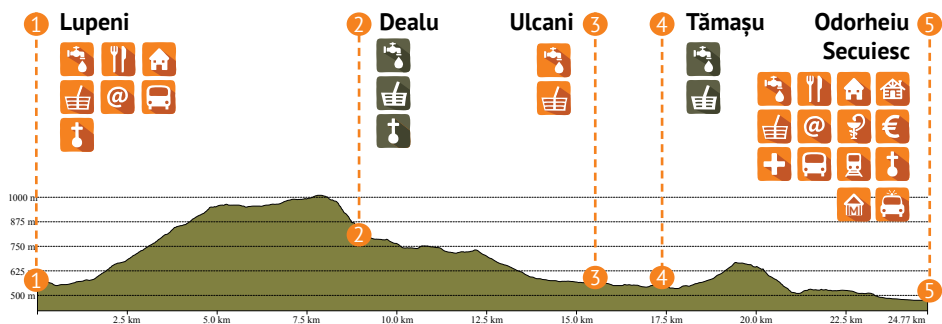 1 Lupeni
2 Dealu
Ulcani 3
4 Tămașu
Odorheiu 5
Secuiesc
@
@
€
M
1000 m
875 m
750 m
625 m
500 m
1
2
3
4
5
2.5 km
5.0 km
7.5 km
10.0 km
12.5 km
15.0 km
17.5 km
20.0 km
22.5 km
24.77 km